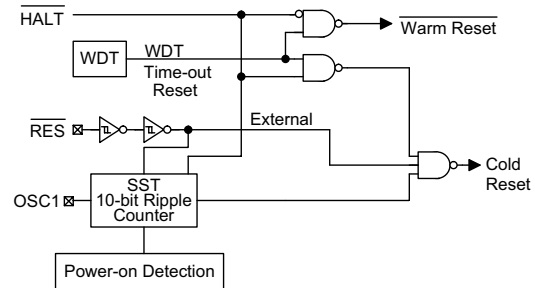 HALT
Warm Reset
WDT
WDT
Time-out
Reset
RES
External
Cold
Reset
OSC1
SST
10-bit Ripple
Counter
Power-on Detection